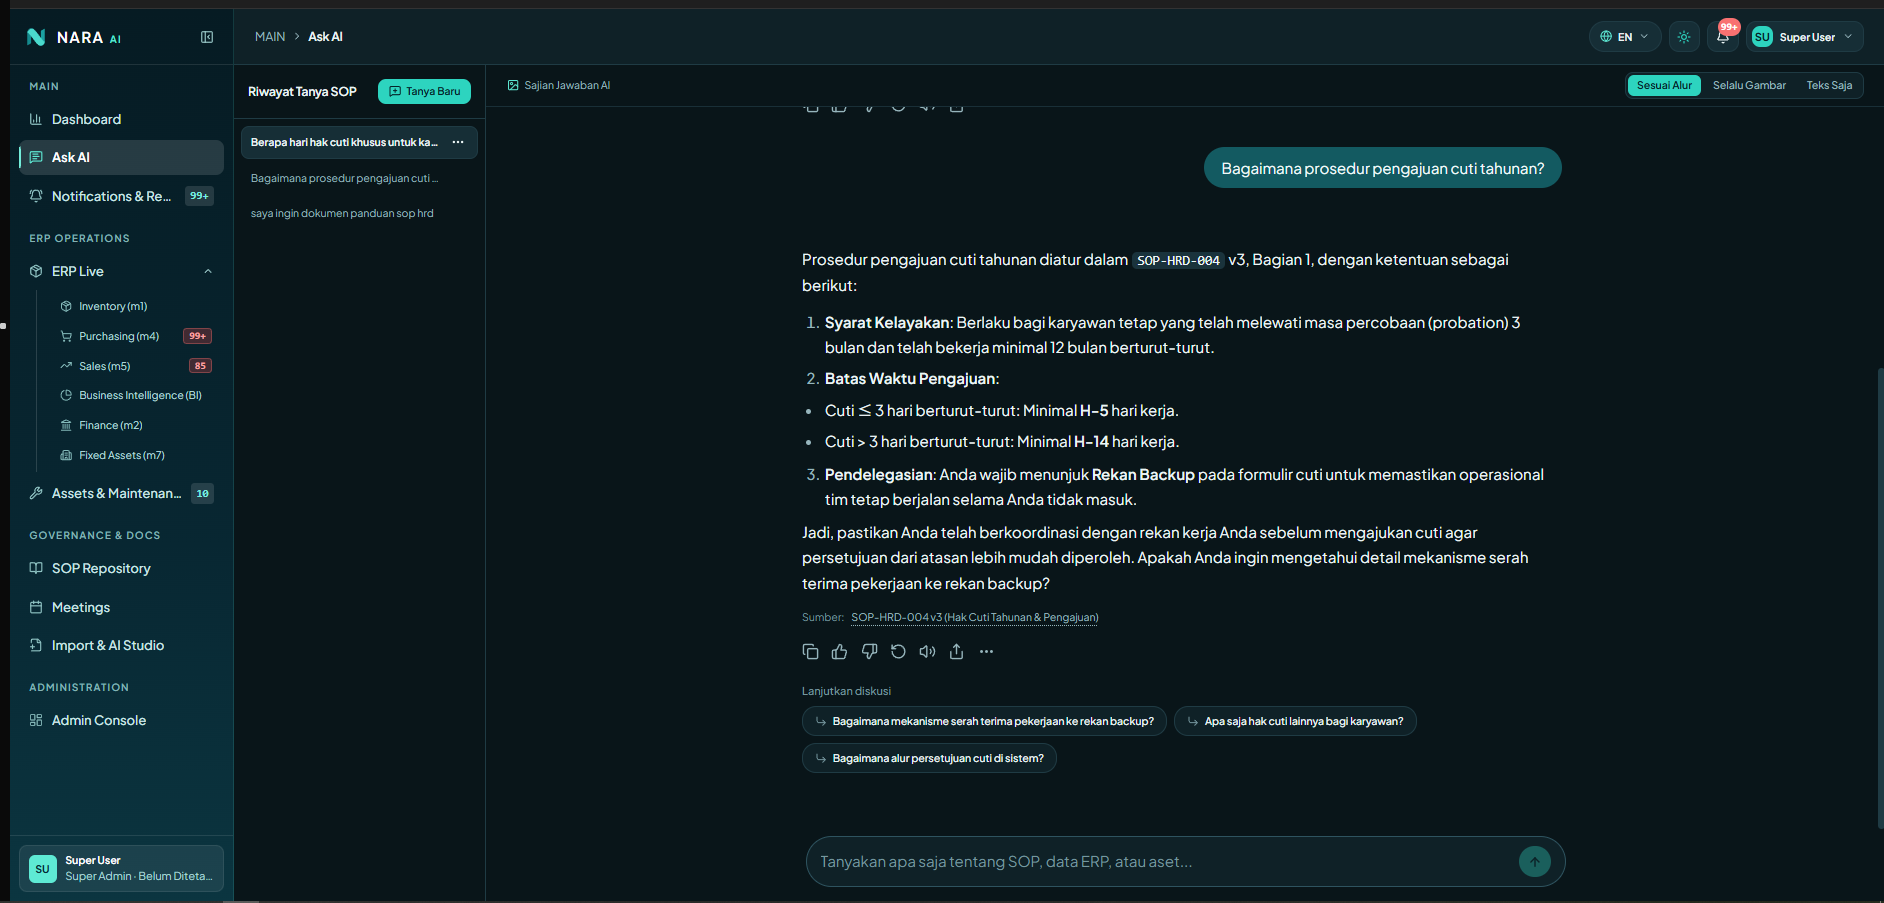 NARA AI
MAIN > Ask AI
EN
99+
SU Super User
MAIN
Dashboard
Ask AI
Notifications & Re... 99+
ERP OPERATIONS
ERP Live
Inventory (m1)
Purchasing (m4) 99+
Sales (m5) 85
Business Intelligence (BI)
Finance (m2)
Fixed Assets (m7)
Assets & Maintenan... 10
GOVERNANCE & DOCS
SOP Repository
Meetings
Import & AI Studio
ADMINISTRATION
Admin Console
SU Super User
Super Admin · Belum Diteta...
Riwayat Tanya SOP
Tanya Baru
Berapa hari hak cuti khusus untuk ka...
Bagaimana prosedur pengajuan cuti ...
saya ingin dokumen panduan sop hrd
Sajian Jawaban AI
Sesuai Alur Selalu Gambar Teks Saja
Bagaimana prosedur pengajuan cuti tahunan?
Prosedur pengajuan cuti tahunan diatur dalam SOP-HRD-004 v3, Bagian 1, dengan ketentuan sebagai
berikut:
1. Syarat Kelayakan: Berlaku bagi karyawan tetap yang telah melewati masa percobaan (probation) 3
bulan dan telah bekerja minimal 12 bulan berturut-turut.
2. Batas Waktu Pengajuan:
• Cuti ≤ 3 hari berturut-turut: Minimal H-5 hari kerja.
• Cuti > 3 hari berturut-turut: Minimal H-14 hari kerja.
3. Pendelegasian: Anda wajib menunjuk Rekan Backup pada formulir cuti untuk memastikan operasional
tim tetap berjalan selama Anda tidak masuk.
Jadi, pastikan Anda telah berkoordinasi dengan rekan kerja Anda sebelum mengajukan cuti agar
persetujuan dari atasan lebih mudah diperoleh. Apakah Anda ingin mengetahui detail mekanisme serah
terima pekerjaan ke rekan backup?
Sumber: SOP-HRD-004 v3 (Hak Cuti Tahunan & Pengajuan)
Lanjutkan diskusi
Bagaimana mekanisme serah terima pekerjaan ke rekan backup?
Apa saja hak cuti lainnya bagi karyawan?
Bagaimana alur persetujuan cuti di sistem?
Tanyakan apa saja tentang SOP, data ERP, atau aset...